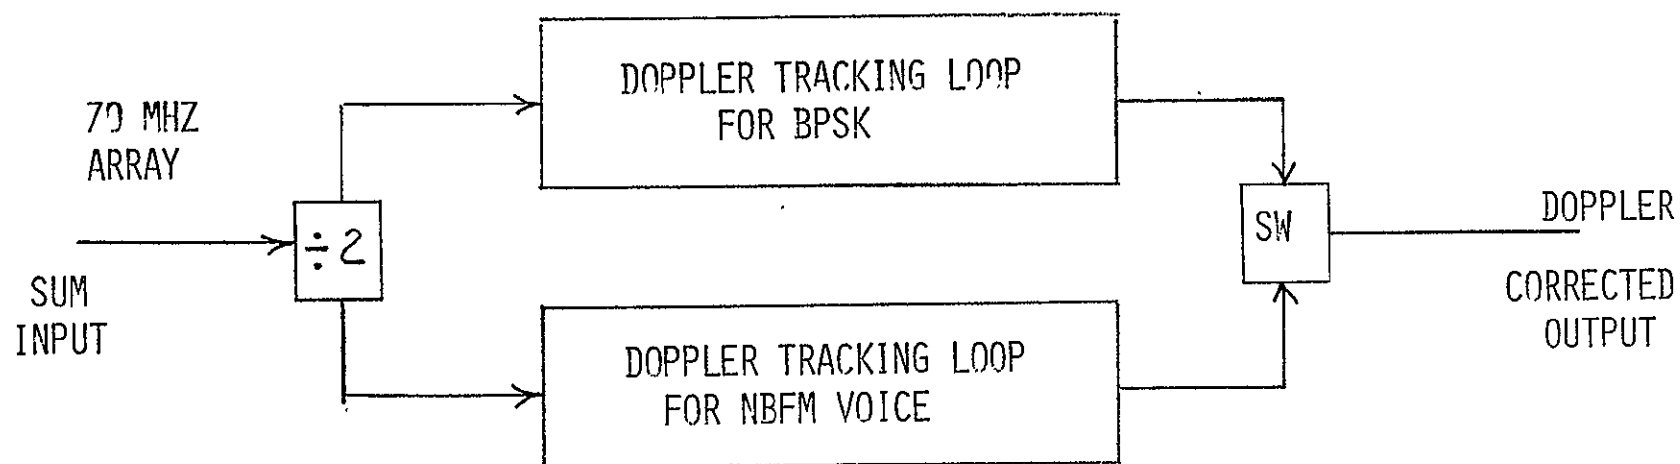 DOPPLER TRACKING LOOP
FOR BPSK
70 MHZ
ARRAY
÷2
SUM
INPUT
SW
DOPPLER
CORRECTED
OUTPUT
DOPPLER TRACKING LOOP
FOR NBFM VOICE